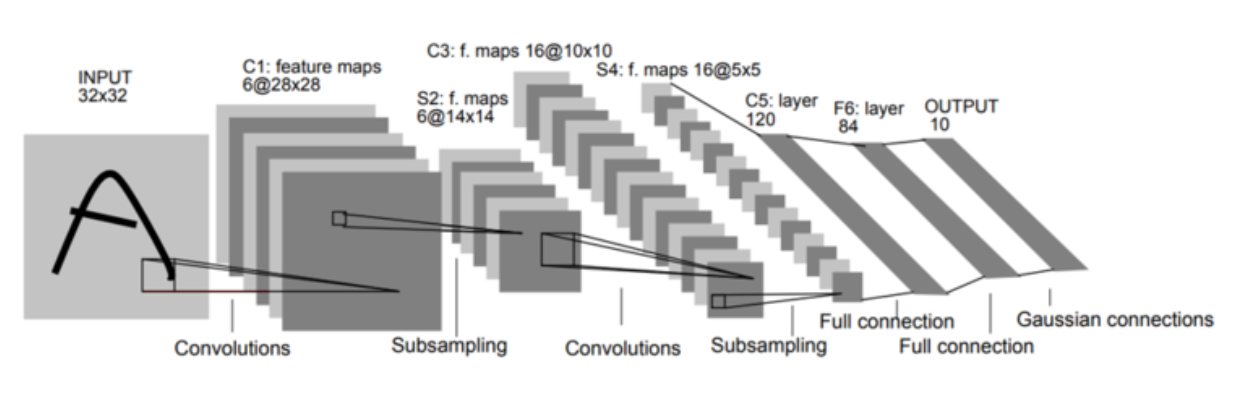 INPUT
32x32
C1: feature maps
6@28x28
S2: f. maps
6@14x14
C3: f. maps 16@10x10
S4: f. maps 16@5x5
C5: layer
120
F6: layer
84
OUTPUT
10
Convolutions
Subsampling
Convolutions
Subsampling
Full connection
Full connection
Gaussian connections